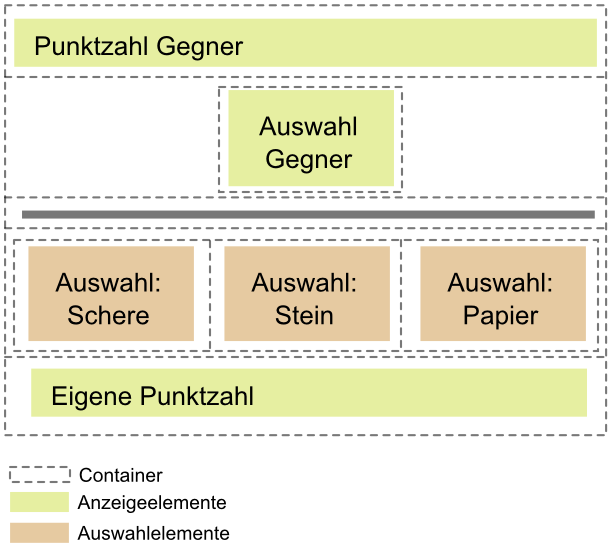 Punktzahl Gegner
Auswahl
Gegner
Auswahl:
Schere
Auswahl:
Stein
Auswahl:
Papier
Eigene Punktzahl
Container
Anzeigeelemente
Auswahlelemente